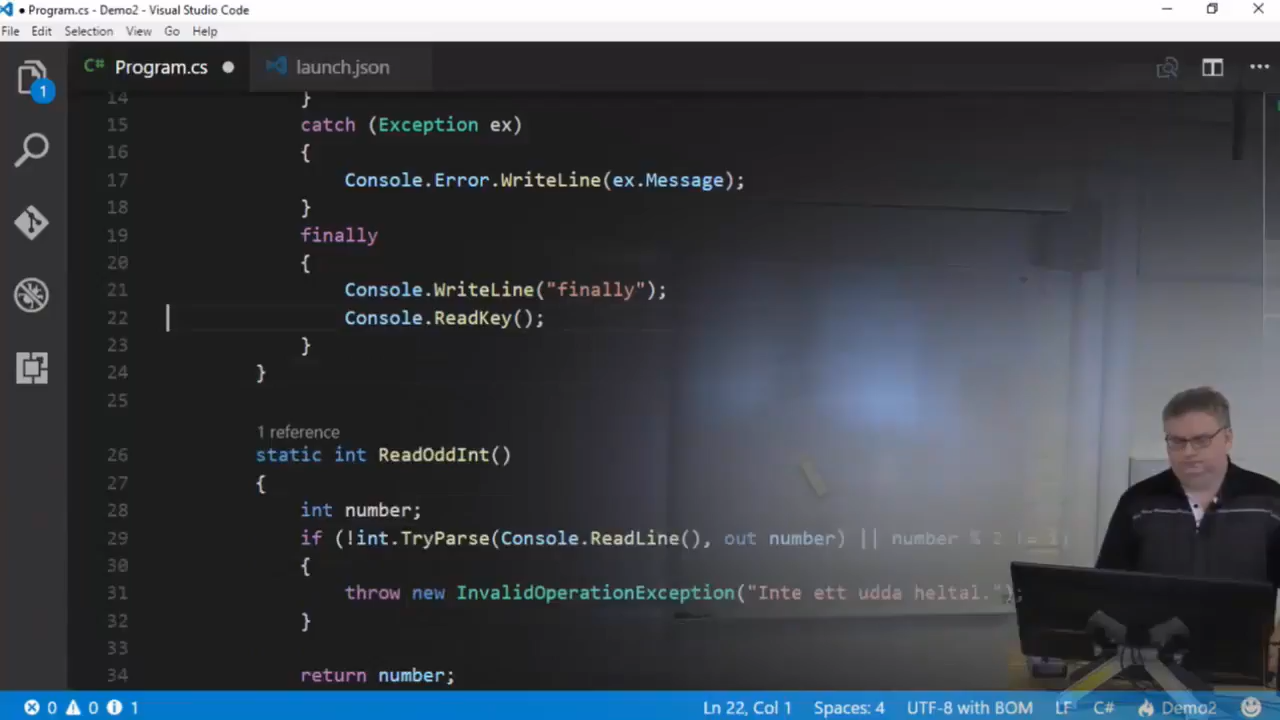 ● Program.cs - Demo2 - Visual Studio Code
File Edit Selection View Go Help
C# Program.cs ● launch.json
1
14 }
15 catch (Exception ex)
16 {
17 Console.Error.WriteLine(ex.Message);
18 }
19 finally
20 {
21 Console.WriteLine("finally");
22 Console.ReadKey();
23 }
24 }
25
1 reference
26 static int ReadOddInt()
27 {
28 int number;
29 if (!int.TryParse(Console.ReadLine(), out number) || number % 2 != 1)
30 {
31 throw new InvalidOperationException("Inte ett udda heltal.");
32 }
33
34 return number;
0 0 1 Ln 22, Col 1 Spaces: 4 UTF-8 with BOM LF C# Demo2